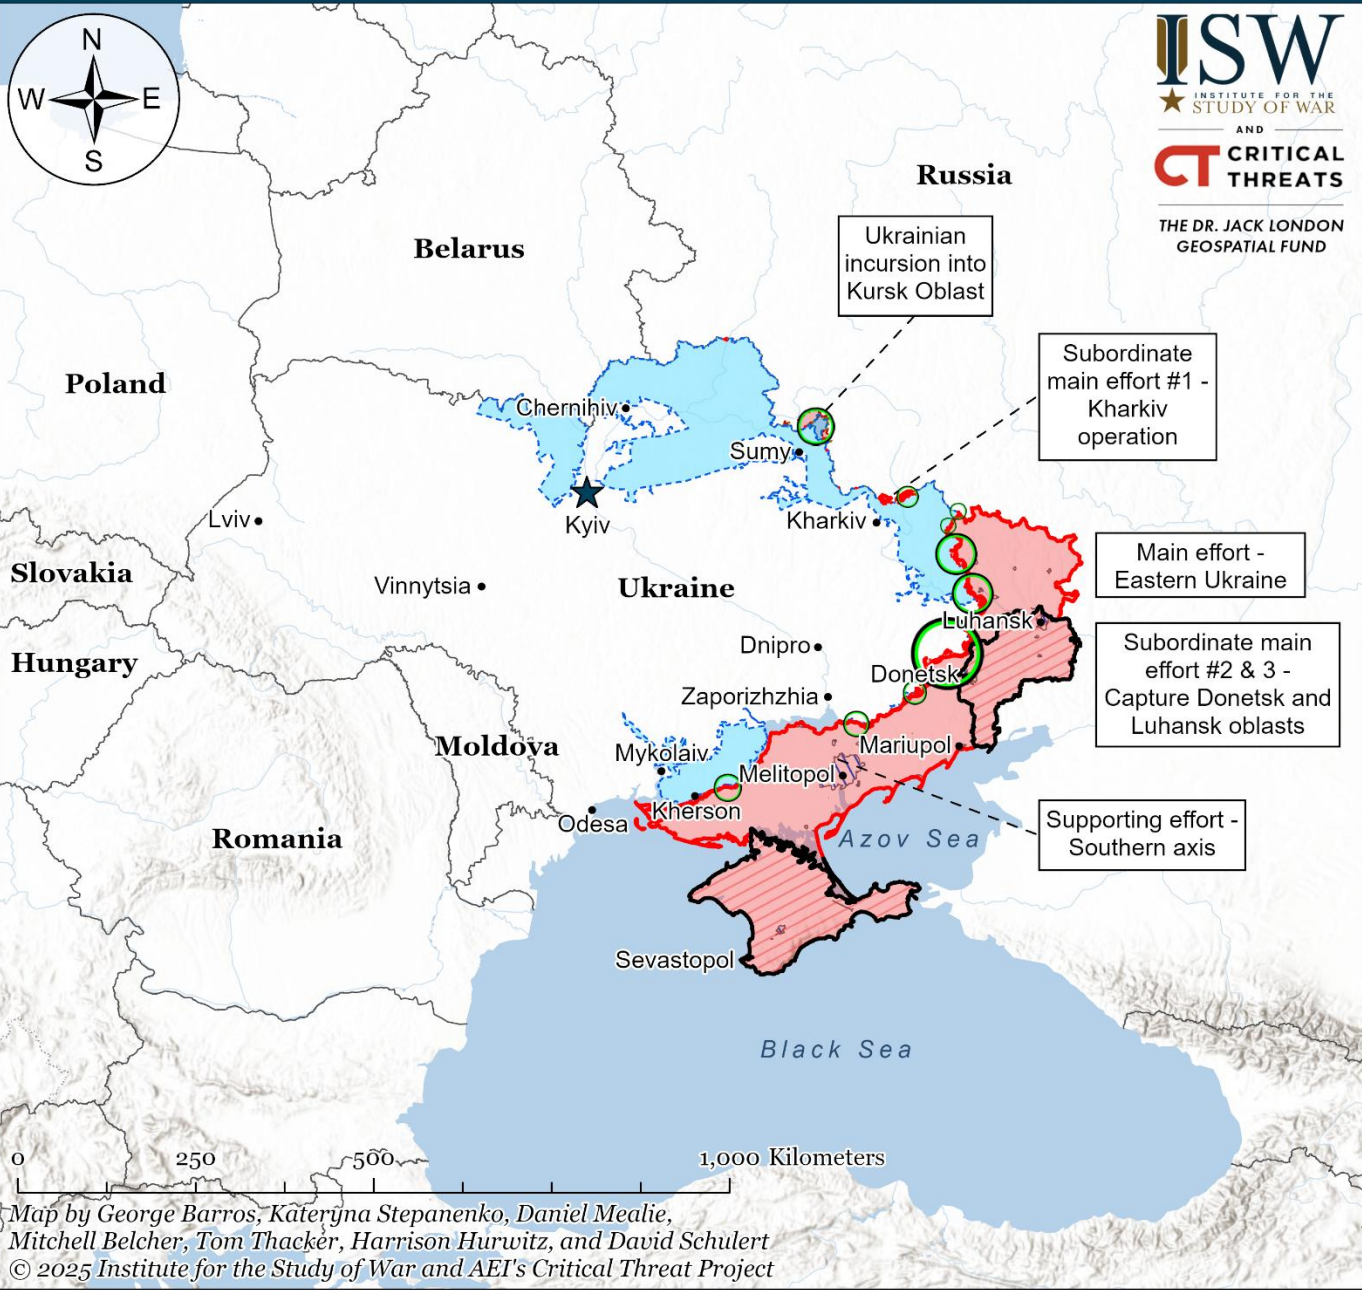 N
W
E
S
ISW
INSTITUTE FOR THE
STUDY OF WAR
AND
CT CRITICAL
THREATS
THE DR. JACK LONDON
GEOSPATIAL FUND
Russia
Ukrainian
incursion into
Kursk Oblast
Belarus
Subordinate
main effort #1 -
Kharkiv
operation
Poland
Chernihiv
Sumy
Kyiv
Kharkiv
Lviv
Main effort -
Eastern Ukraine
Slovakia
Vinnytsia
Ukraine
Luhansk
Subordinate main
effort #2 & 3 -
Capture Donetsk and
Luhansk oblasts
Hungary
Dnipro
Donetsk
Zaporizhzhia
Moldova
Mykolaiv
Mariupol
Melitopol
Kherson
Odesa
Romania
Azov Sea
Supporting effort -
Southern axis
Sevastopol
Black Sea
0 250 500 1,000 Kilometers
Map by George Barros, Kateryna Stepanenko, Daniel Mealie,
Mitchell Belcher, Tom Thacker, Harrison Hurwitz, and David Schulert
© 2025 Institute for the Study of War and AEI's Critical Threat Project